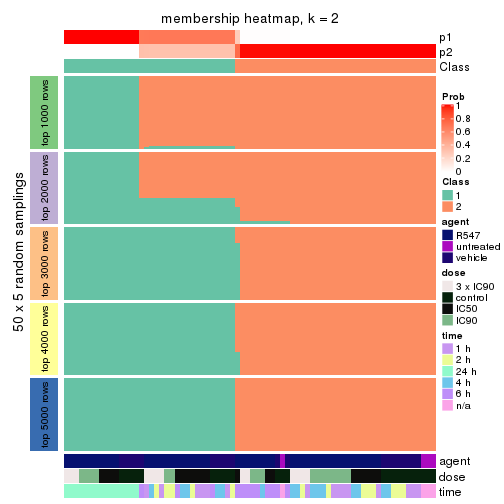 membership heatmap, k = 2
p1
p2
Class
50 x 5 random samplings
top 1000 rows
top 2000 rows
top 3000 rows
top 4000 rows
top 5000 rows
agent
dose
time
Prob
1
0.8
0.6
0.4
0.2
0
Class
1
2
agent
R547
untreated
vehicle
dose
3 x IC90
control
IC50
IC90
time
1 h
2 h
24 h
4 h
6 h
n/a